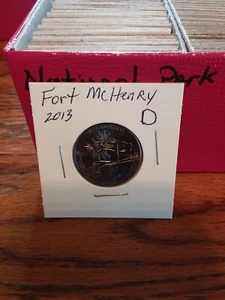 National Park
Fort McHenry
2013 D